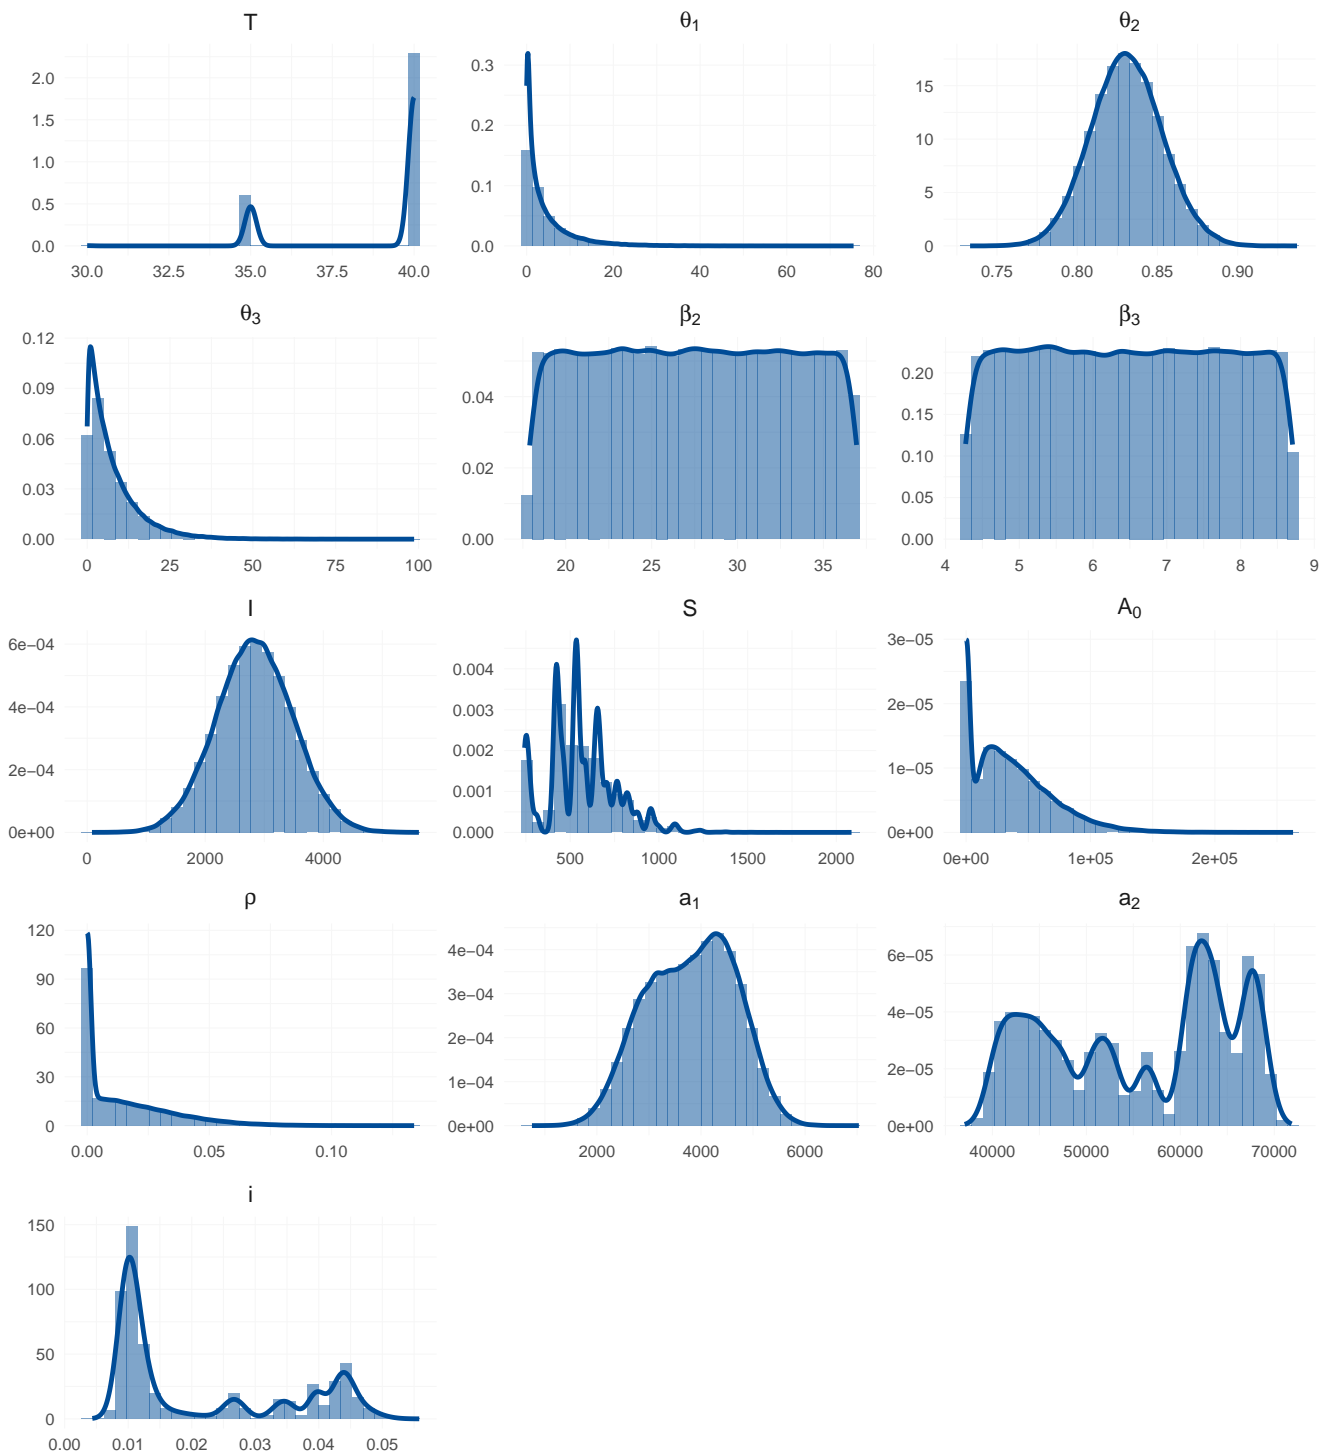 T
θ1
θ2
2.0
1.5
1.0
0.5
0.0
30.0 32.5 35.0 37.5 40.0
0.3
0.2
0.1
0.0
0 20 40 60 80
15
10
5
0
0.75 0.80 0.85 0.90
θ3
β2
β3
0.12
0.09
0.06
0.03
0.00
0 25 50 75 100
0.04
0.02
0.00
20 25 30 35
0.20
0.15
0.10
0.05
0.00
4 5 6 7 8 9
I
S
A0
6e−04
4e−04
2e−04
0e+00
0 2000 4000
0.004
0.003
0.002
0.001
0.000
500 1000 1500 2000
3e−05
2e−05
1e−05
0e+00
0e+00 1e+05 2e+05
ρ
a1
a2
120
90
60
30
0
0.00 0.05 0.10
4e−04
3e−04
2e−04
1e−04
0e+00
2000 4000 6000
6e−05
4e−05
2e−05
0e+00
40000 50000 60000 70000
i
150
100
50
0
0.00 0.01 0.02 0.03 0.04 0.05